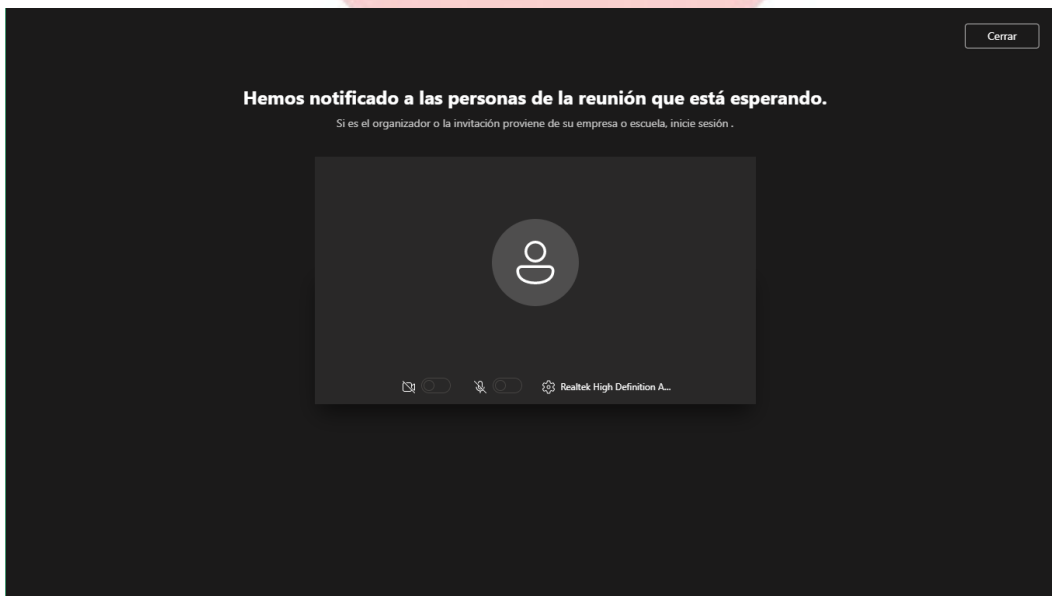 Cerrar
Hemos notificado a las personas de la reunión que está esperando.
Si es el organizador o la invitación proviene de su empresa o escuela, inicie sesión .
Realtek High Definition A...